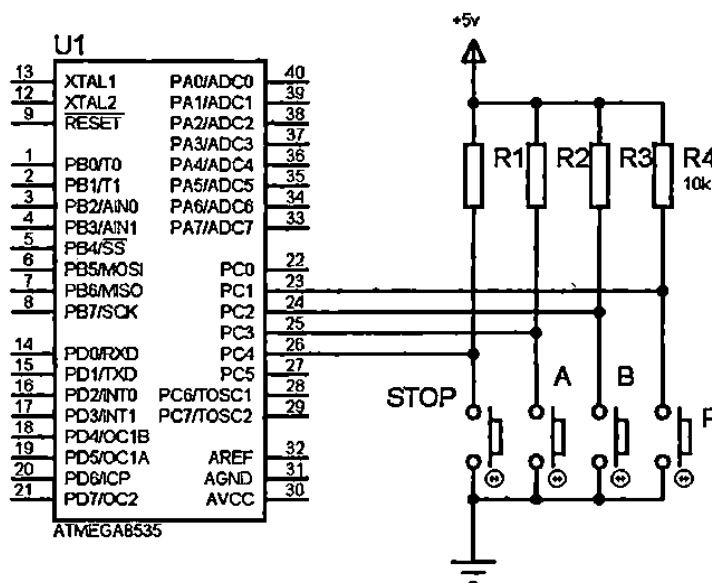 +5v
U1
13 XTAL1 PA0/ADC0 40
12 XTAL2 PA1/ADC1 39
9 RESET PA2/ADC2 38
PA3/ADC3 37
1 PB0/T0 PA4/ADC4 36
2 PB1/T1 PA5/ADC5 35
3 PB2/AIN0 PA6/ADC6 34
4 PB3/AIN1 PA7/ADC7 33
5 PB4/SS
6 PB5/MOSI PC0 22
7 PB6/MISO PC1 23
8 PB7/SCK PC2 24
PC3 25
14 PD0/RXD PC4 26
15 PD1/TXD PC5 27
16 PD2/INT0 PC6/TOSC1 28
17 PD3/INT1 PC7/TOSC2 29
18 PD4/OC1B
19 PD5/OC1A AREF 32
20 PD6/ICP AGND 31
21 PD7/OC2 AVCC 30
ATMEGA8535
R1 R2 R3 R4
10k
A B
STOP